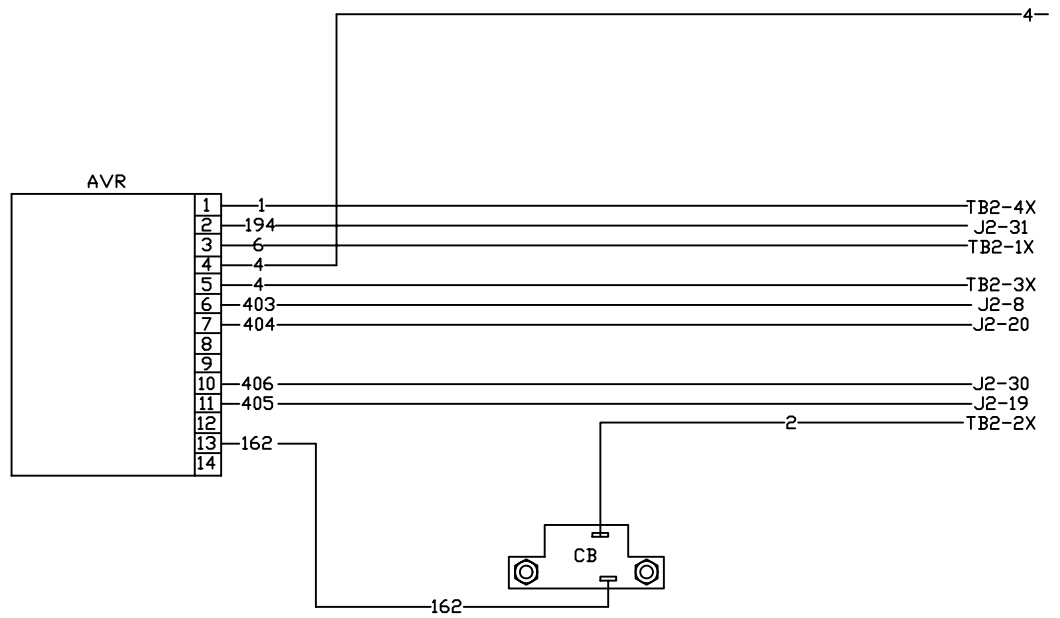 4
AVR
1 1 TB2-4X
2 194 J2-31
3 6 TB2-1X
4 4
5 4 TB2-3X
6 403 J2-8
7 404 J2-20
8
9
10 406 J2-30
11 405 J2-19
12 2 TB2-2X
13 162
14
CB
162